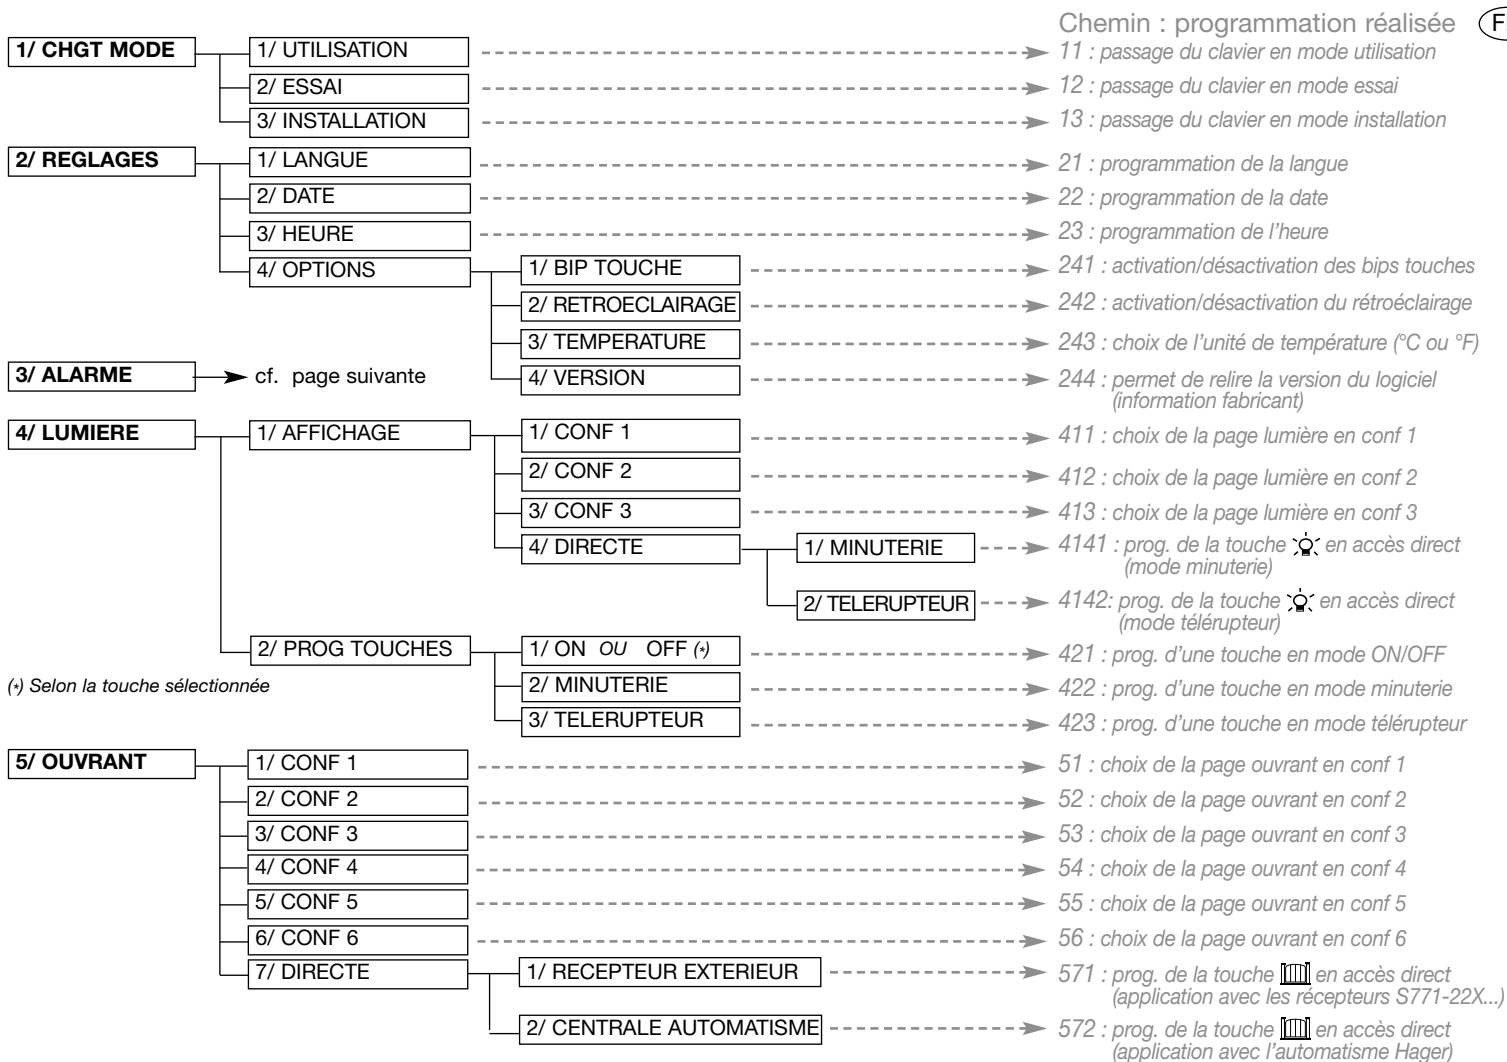 Chemin : programmation réalisée F
1/ CHGT MODE 1/ UTILISATION 11 : passage du clavier en mode utilisation
2/ ESSAI 12 : passage du clavier en mode essai
3/ INSTALLATION 13 : passage du clavier en mode installation
2/ REGLAGES 1/ LANGUE 21 : programmation de la langue
2/ DATE 22 : programmation de la date
3/ HEURE 23 : programmation de l'heure
4/ OPTIONS 1/ BIP TOUCHE 241 : activation/désactivation des bips touches
2/ RETROECLAIRAGE 242 : activation/désactivation du rétroéclairage
3/ TEMPERATURE 243 : choix de l'unité de température (°C ou °F)
3/ ALARME cf. page suivante 4/ VERSION 244 : permet de relire la version du logiciel
(information fabricant)
4/ LUMIERE 1/ AFFICHAGE 1/ CONF 1 411 : choix de la page lumière en conf 1
2/ CONF 2 412 : choix de la page lumière en conf 2
3/ CONF 3 413 : choix de la page lumière en conf 3
4/ DIRECTE 1/ MINUTERIE 4141 : prog. de la touche en accès direct
(mode minuterie)
2/ TELERUPTEUR 4142: prog. de la touche en accès direct
(mode télérupteur)
2/ PROG TOUCHES 1/ ON OU OFF (*) 421 : prog. d'une touche en mode ON/OFF
(*) Selon la touche sélectionnée 2/ MINUTERIE 422 : prog. d'une touche en mode minuterie
3/ TELERUPTEUR 423 : prog. d'une touche en mode télérupteur
5/ OUVRANT 1/ CONF 1 51 : choix de la page ouvrant en conf 1
2/ CONF 2 52 : choix de la page ouvrant en conf 2
3/ CONF 3 53 : choix de la page ouvrant en conf 3
4/ CONF 4 54 : choix de la page ouvrant en conf 4
5/ CONF 5 55 : choix de la page ouvrant en conf 5
6/ CONF 6 56 : choix de la page ouvrant en conf 6
7/ DIRECTE 1/ RECEPTEUR EXTERIEUR 571 : prog. de la touche en accès direct
(application avec les récepteurs S771-22X...)
2/ CENTRALE AUTOMATISME 572 : prog. de la touche en accès direct
(application avec l'automatisme Hager)